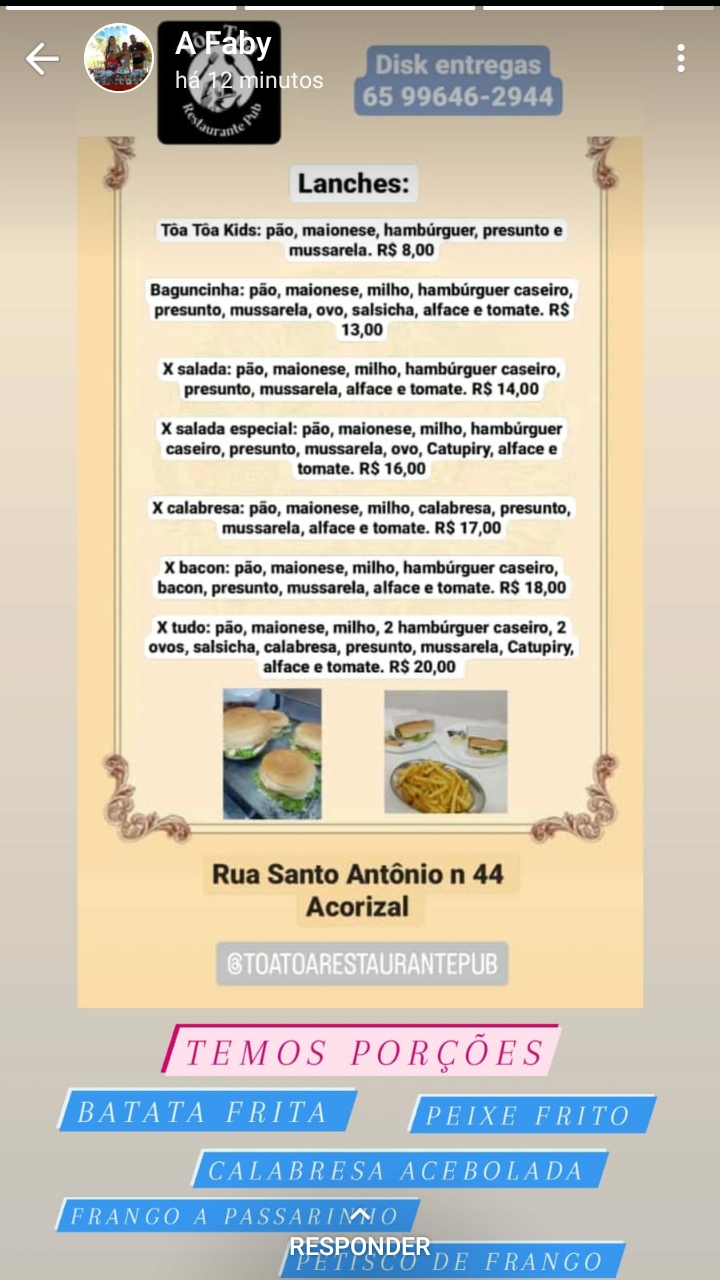 A Faby
há 12 minutos
Restaurante Pub
Disk entregas
65 99646-2944
Lanches:
Tôa Tôa Kids: pão, maionese, hambúrguer, presunto e
mussarela. R$ 8,00
Baguncinha: pão, maionese, milho, hambúrguer caseiro,
presunto, mussarela, ovo, salsicha, alface e tomate. R$
13,00
X salada: pão, maionese, milho, hambúrguer caseiro,
presunto, mussarela, alface e tomate. R$ 14,00
X salada especial: pão, maionese, milho, hambúrguer
caseiro, presunto, mussarela, ovo, Catupiry, alface e
tomate. R$ 16,00
X calabresa: pão, maionese, milho, calabresa, presunto,
mussarela, alface e tomate. R$ 17,00
X bacon: pão, maionese, milho, hambúrguer caseiro,
bacon, presunto, mussarela, alface e tomate. R$ 18,00
X tudo: pão, maionese, milho, 2 hambúrguer caseiro, 2
ovos, salsicha, calabresa, presunto, mussarela, Catupiry,
alface e tomate. R$ 20,00
Rua Santo Antônio n 44
Acorizal
@TOATOARESTAURANTEPUB
TEMOS PORÇÕES
BATATA FRITA
PEIXE FRITO
CALABRESA ACEBOLADA
FRANGO A PASSARINHO
RESPONDER
PETISCO DE FRANGO